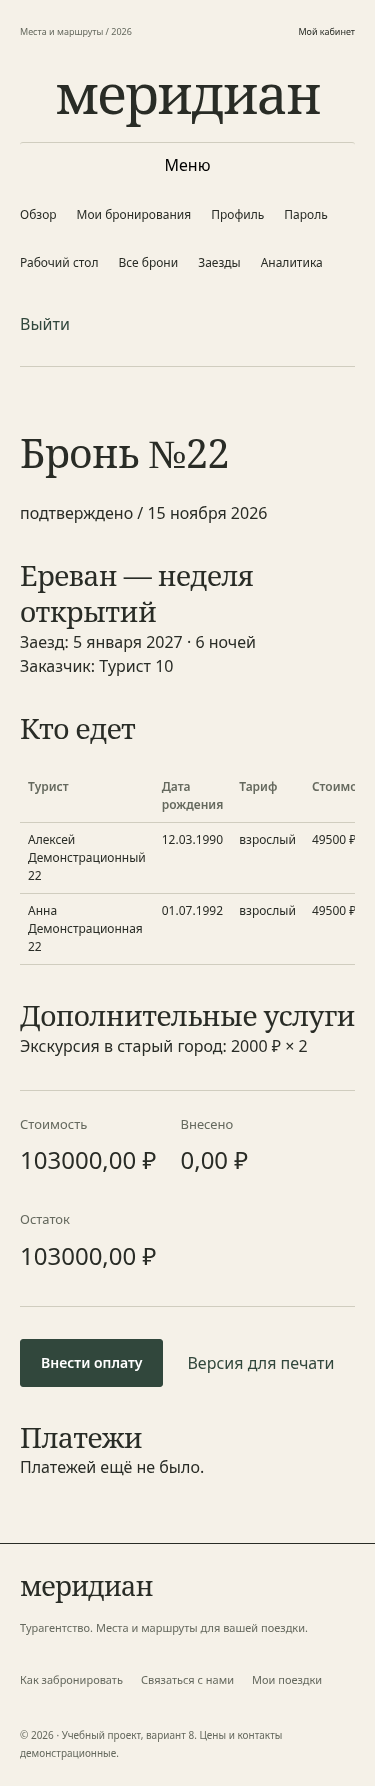 Места и маршруты / 2026 Мой кабинет
меридиан
Меню
Обзор Мои бронирования Профиль Пароль
Рабочий стол Все брони Заезды Аналитика
Выйти
Бронь №22
подтверждено / 15 ноября 2026
Ереван — неделя
открытий
Заезд: 5 января 2027 · 6 ночей
Заказчик: Турист 10
Кто едет
Турист Дата рождения Тариф Стоимо
Алексей Демонстрационный 22 12.03.1990 взрослый 49500 ₽
Анна Демонстрационная 22 01.07.1992 взрослый 49500 ₽
Дополнительные услуги
Экскурсия в старый город: 2000 ₽ × 2
Стоимость Внесено
103000,00 ₽ 0,00 ₽
Остаток
103000,00 ₽
Внести оплату Версия для печати
Платежи
Платежей ещё не было.
меридиан
Турагентство. Места и маршруты для вашей поездки.
Как забронировать Связаться с нами Мои поездки
© 2026 · Учебный проект, вариант 8. Цены и контакты
демонстрационные.